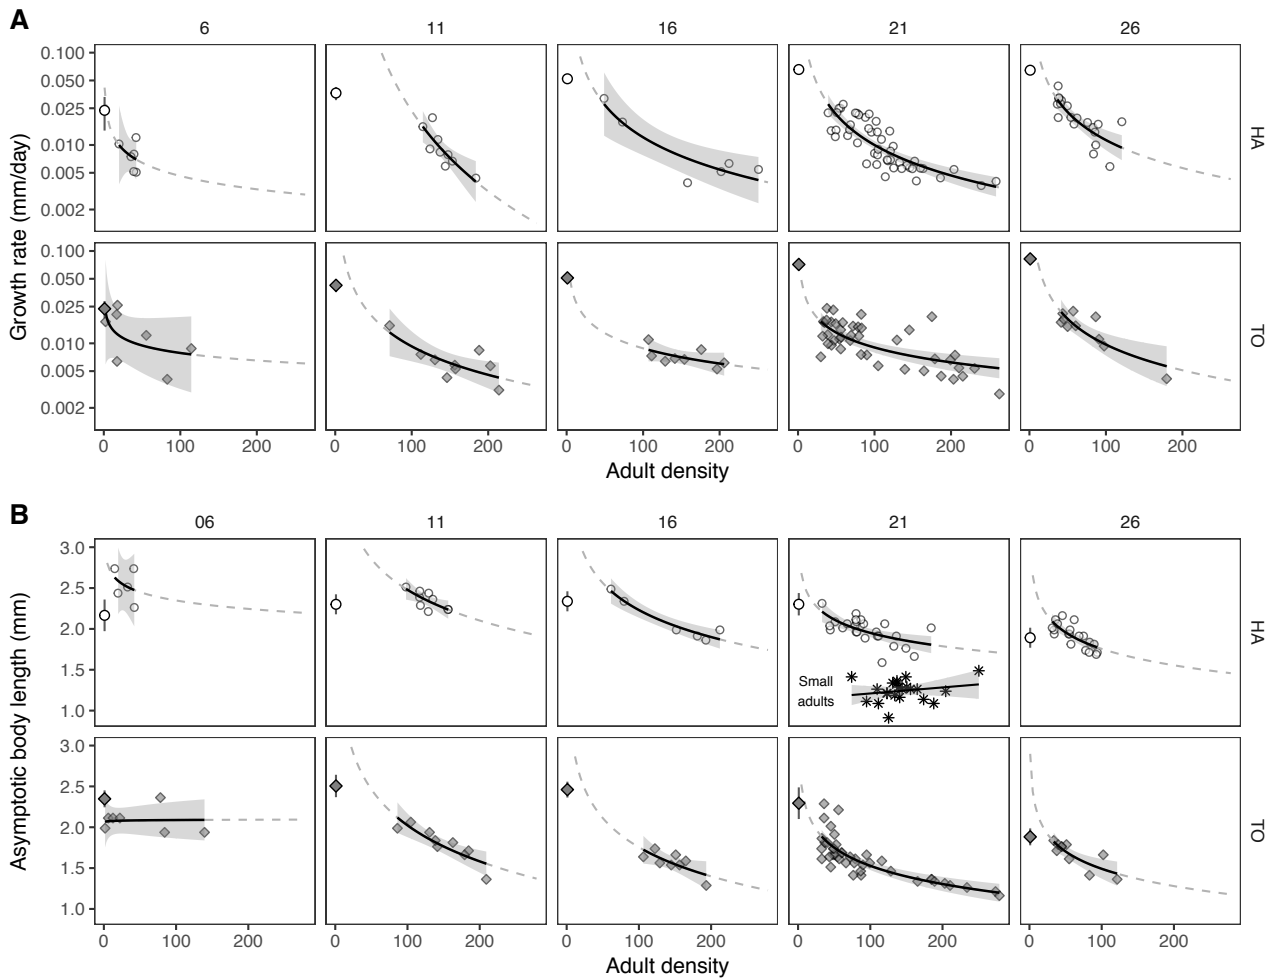 A
6 11 16 21 26
Growth rate (mm/day)
0.100
0.050
0.025
0.010
0.005
0.002
HA
0.100
0.050
0.025
0.010
0.005
0.002
TO
0 100 200 0 100 200 0 100 200 0 100 200 0 100 200
Adult density
B
06 11 16 21 26
Asymptotic body length (mm)
3.0
2.5
2.0
1.5
1.0
HA
Small
adults
3.0
2.5
2.0
1.5
1.0
TO
0 100 200 0 100 200 0 100 200 0 100 200 0 100 200
Adult density